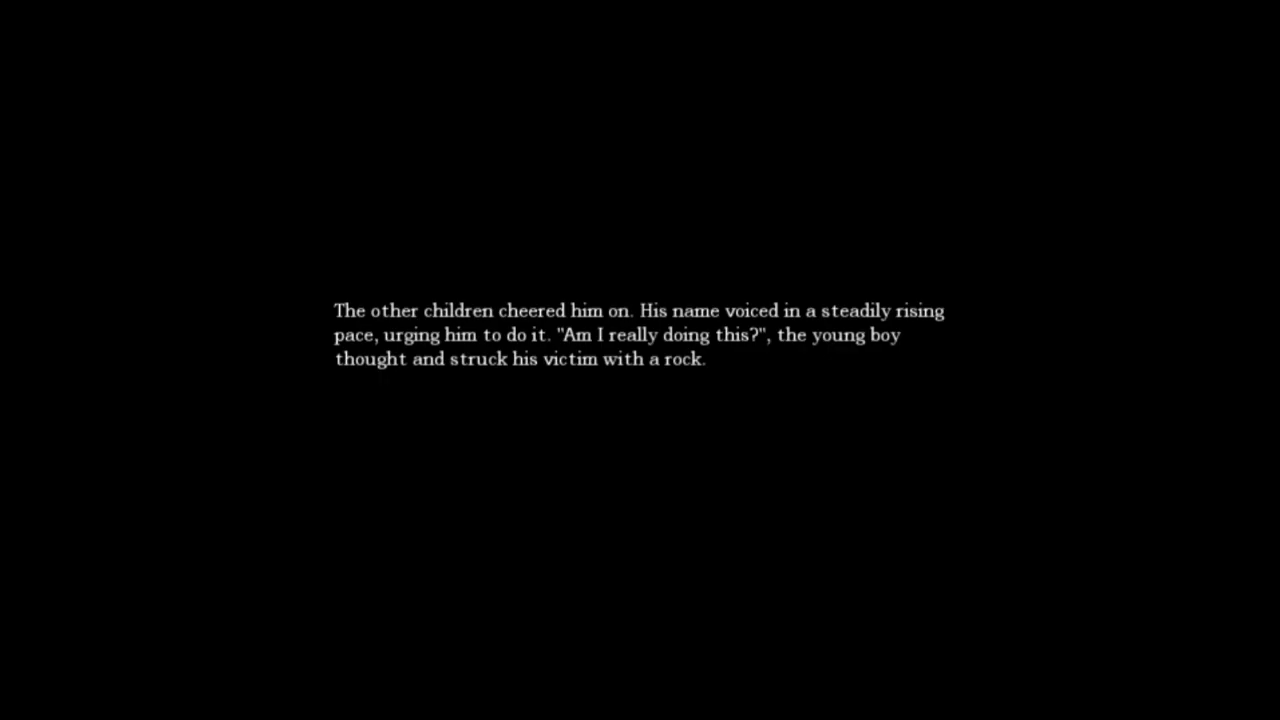 The other children cheered him on. His name voiced in a steadily rising
pace, urging him to do it. "Am I really doing this?", the young boy
thought and struck his victim with a rock.